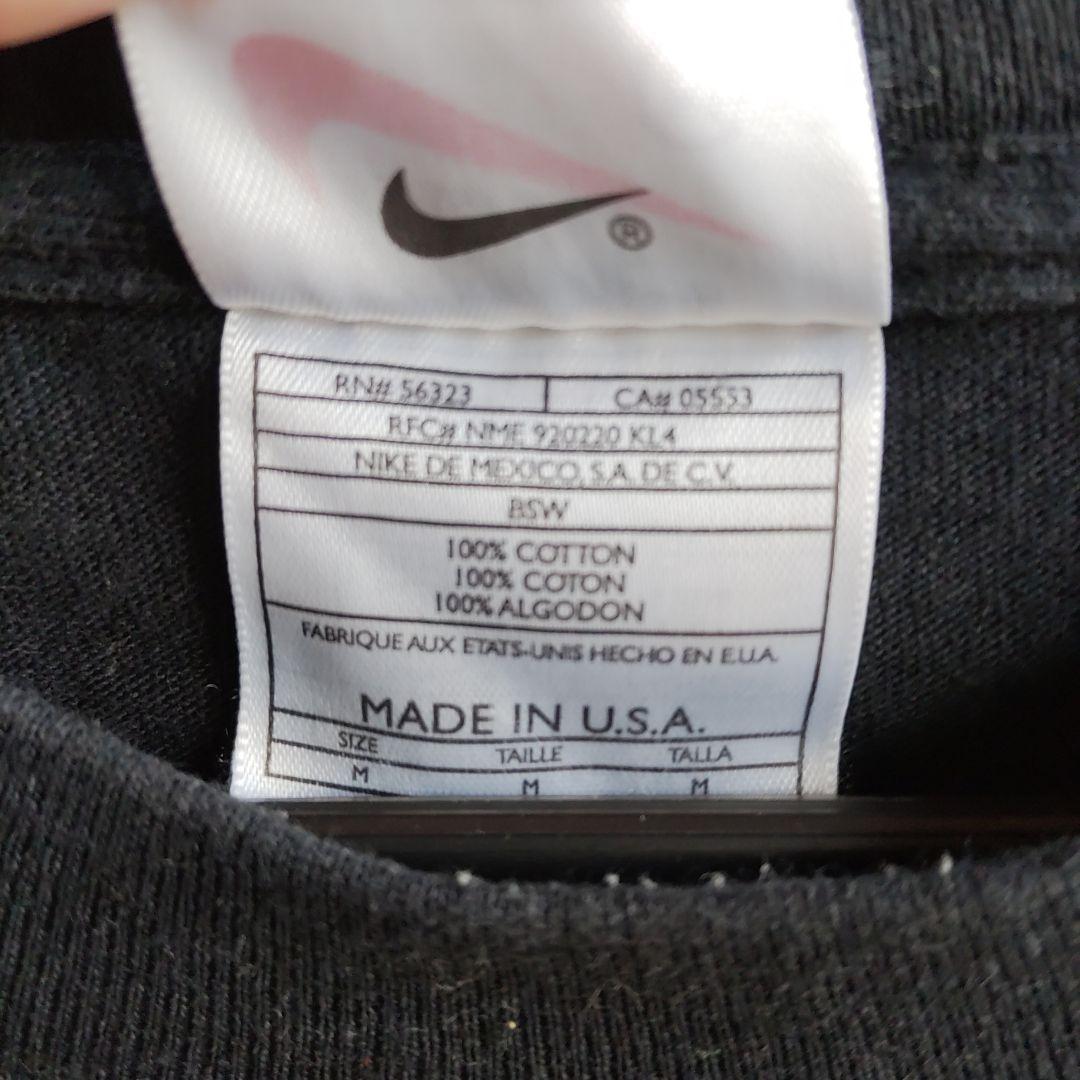 ®
RN# 56323 CA# 05553
RFC# NME 920220 KL4
NIKE DE MEXICO, S.A. DE C.V.
BSW
100% COTTON
100% COTON
100% ALGODON
FABRIQUE AUX ETATS-UNIS HECHO EN E.U.A.
MADE IN U.S.A.
SIZE TAILLE TALLA
M M M